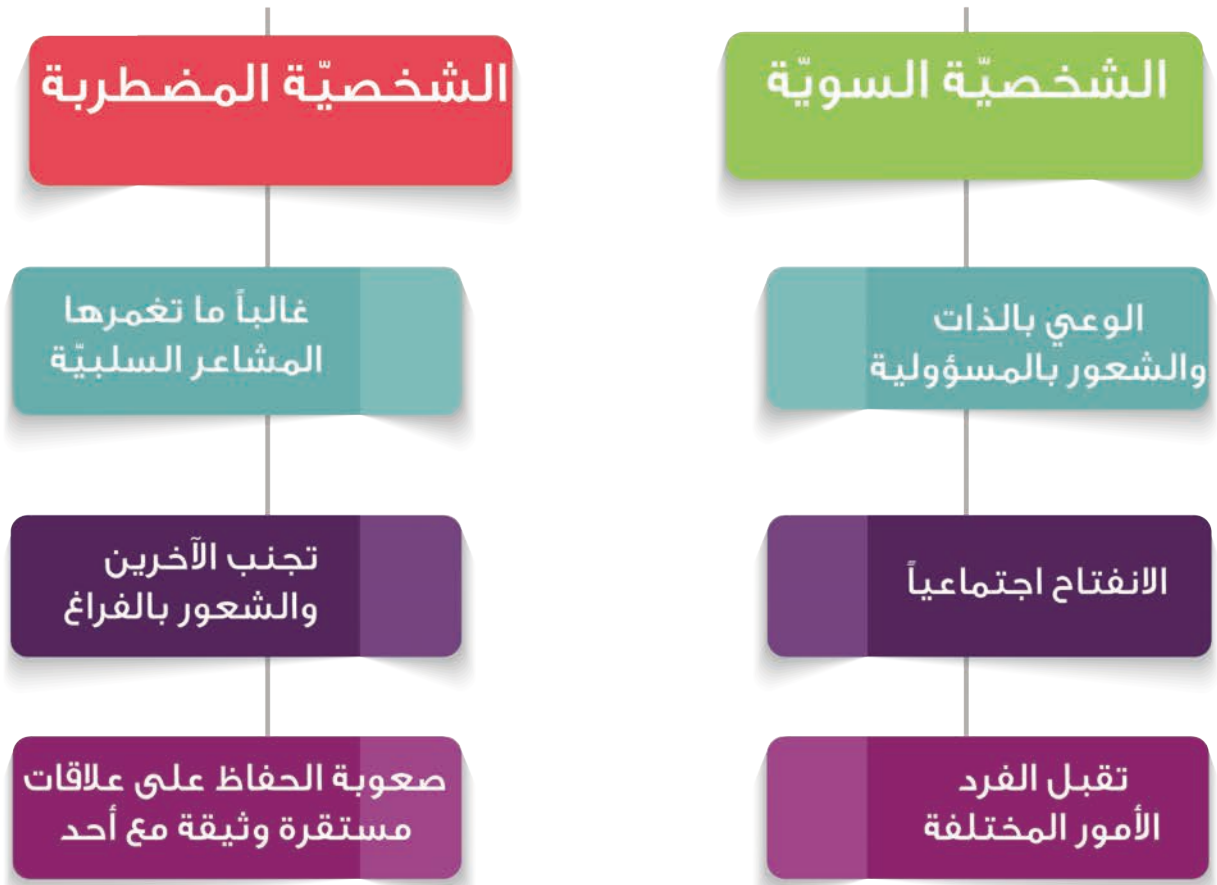 الشخصيّة السويّة
الوعي بالذات
والشعور بالمسؤولية
الانفتاح اجتماعياً
تقبل الفرد
الأمور المختلفة
الشخصيّة المضطربة
غالباً ما تغمرها
المشاعر السلبيّة
تجنب الآخرين
والشعور بالفراغ
صعوبة الحفاظ على علاقات
مستقرة وثيقة مع أحد